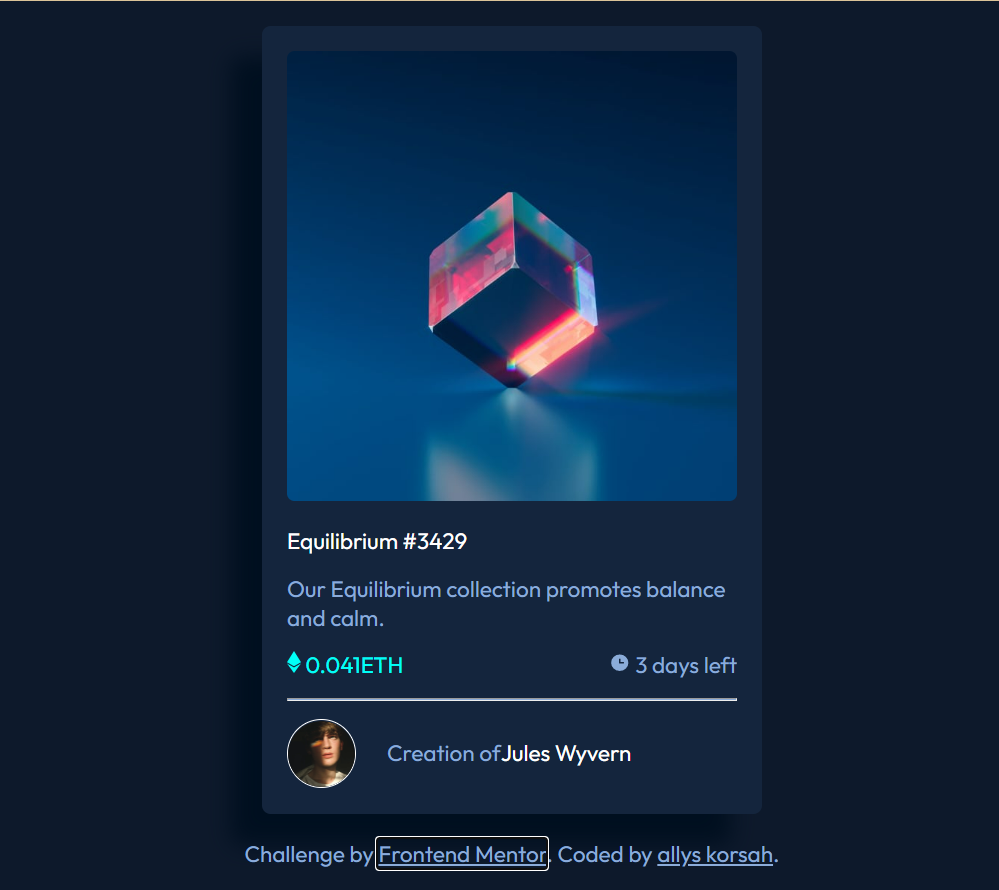 Equilibrium #3429
Our Equilibrium collection promotes balance
and calm.
0.041ETH 3 days left
Creation ofJules Wyvern
Challenge by Frontend Mentor. Coded by allys korsah.